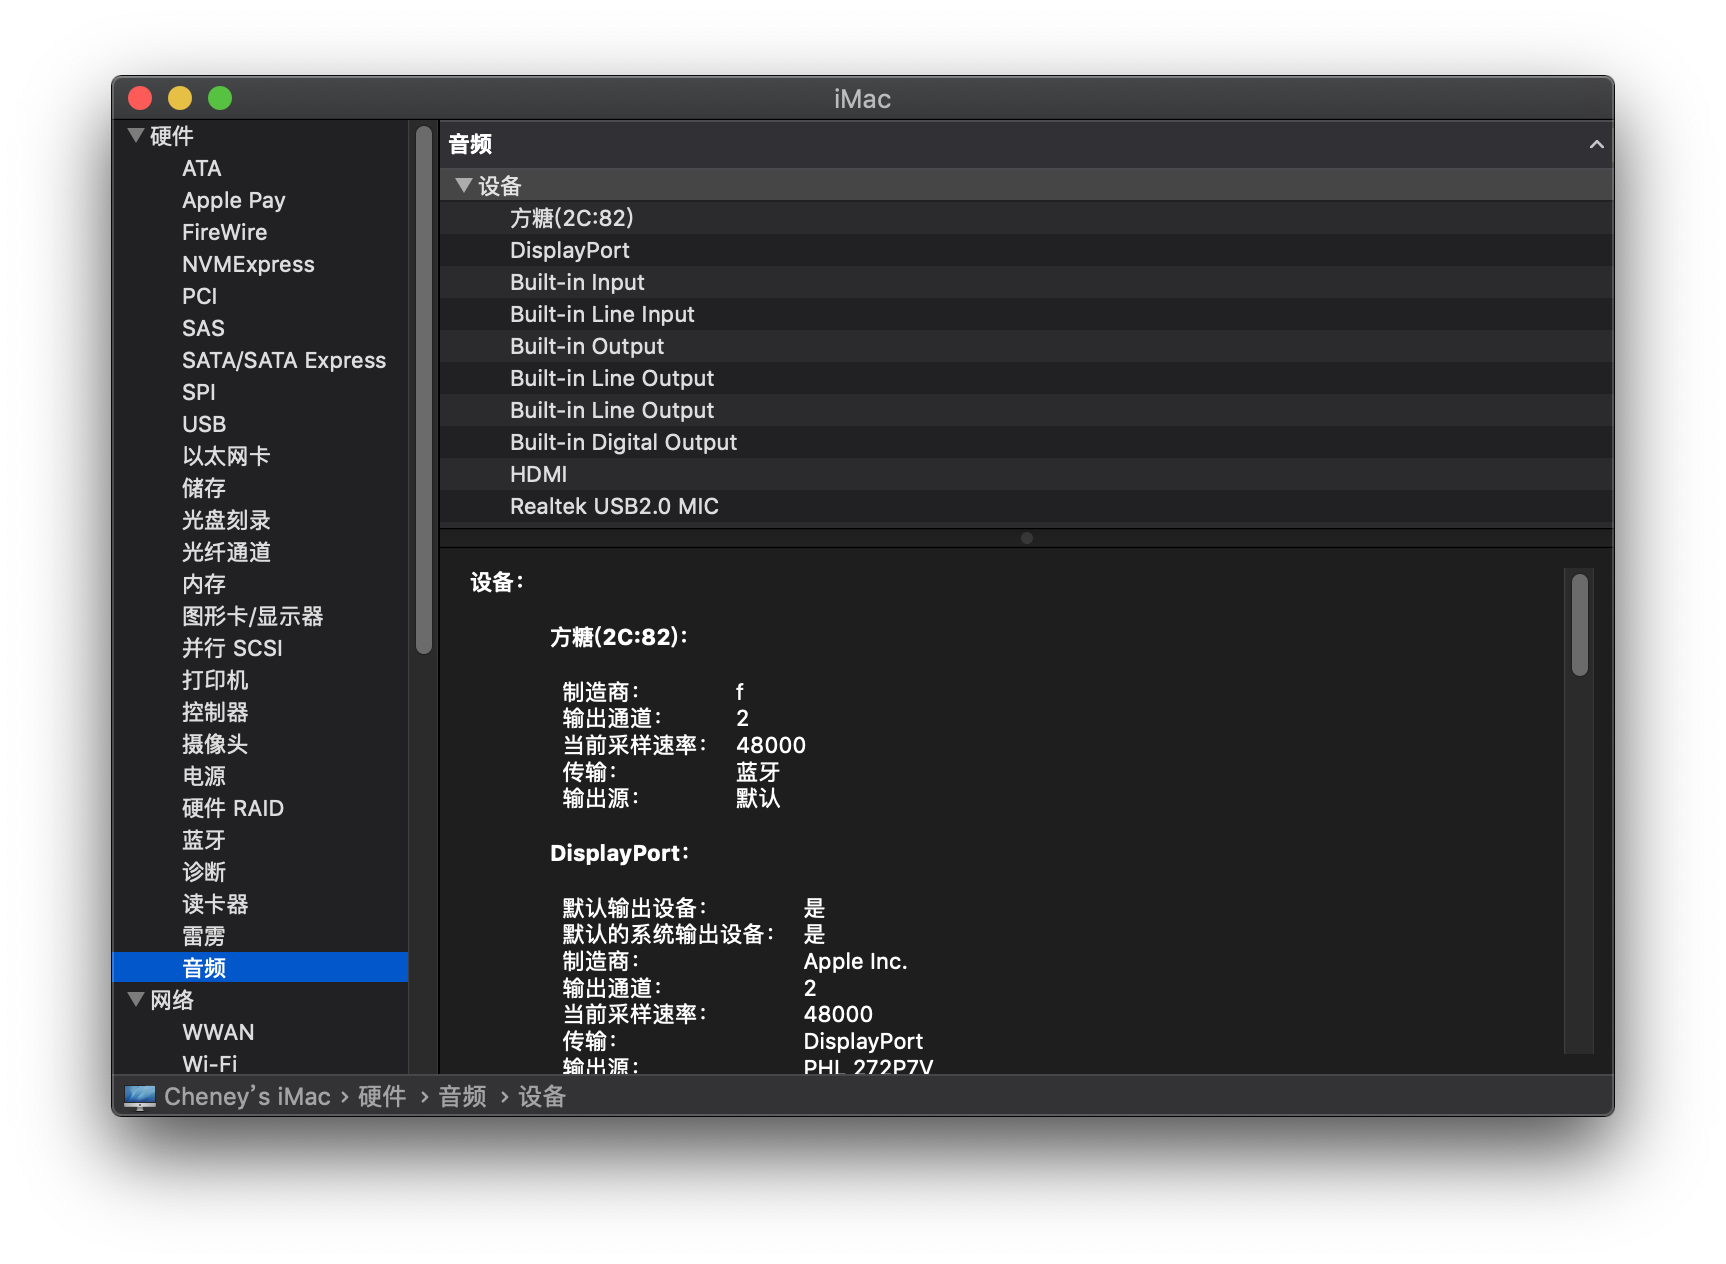 iMac
硬件
ATA
Apple Pay
FireWire
NVMExpress
PCI
SAS
SATA/SATA Express
SPI
USB
以太网卡
储存
光盘刻录
光纤通道
内存
图形卡/显示器
并行 SCSI
打印机
控制器
摄像头
电源
硬件 RAID
蓝牙
诊断
读卡器
雷雳
音频
网络
WWAN
Wi-Fi
音频
设备
方糖(2C:82)
DisplayPort
Built-in Input
Built-in Line Input
Built-in Output
Built-in Line Output
Built-in Line Output
Built-in Digital Output
HDMI
Realtek USB2.0 MIC
设备：
方糖(2C:82)：
制造商： f
输出通道： 2
当前采样速率： 48000
传输： 蓝牙
输出源： 默认
DisplayPort：
默认输出设备： 是
默认的系统输出设备： 是
制造商： Apple Inc.
输出通道： 2
当前采样速率： 48000
传输： DisplayPort
输出源： PHL 272P7V
Cheney’s iMac › 硬件 › 音频 › 设备